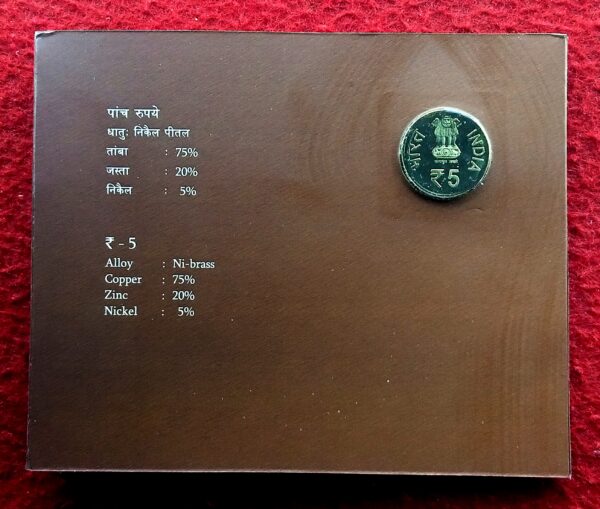 पांच रुपये
धातुः निकैल पीतल
तांबा : 75%
जस्ता : 20%
निकैल : 5%
₹ - 5
Alloy : Ni-brass
Copper : 75%
Zinc : 20%
Nickel : 5%
भारत INDIA
₹5